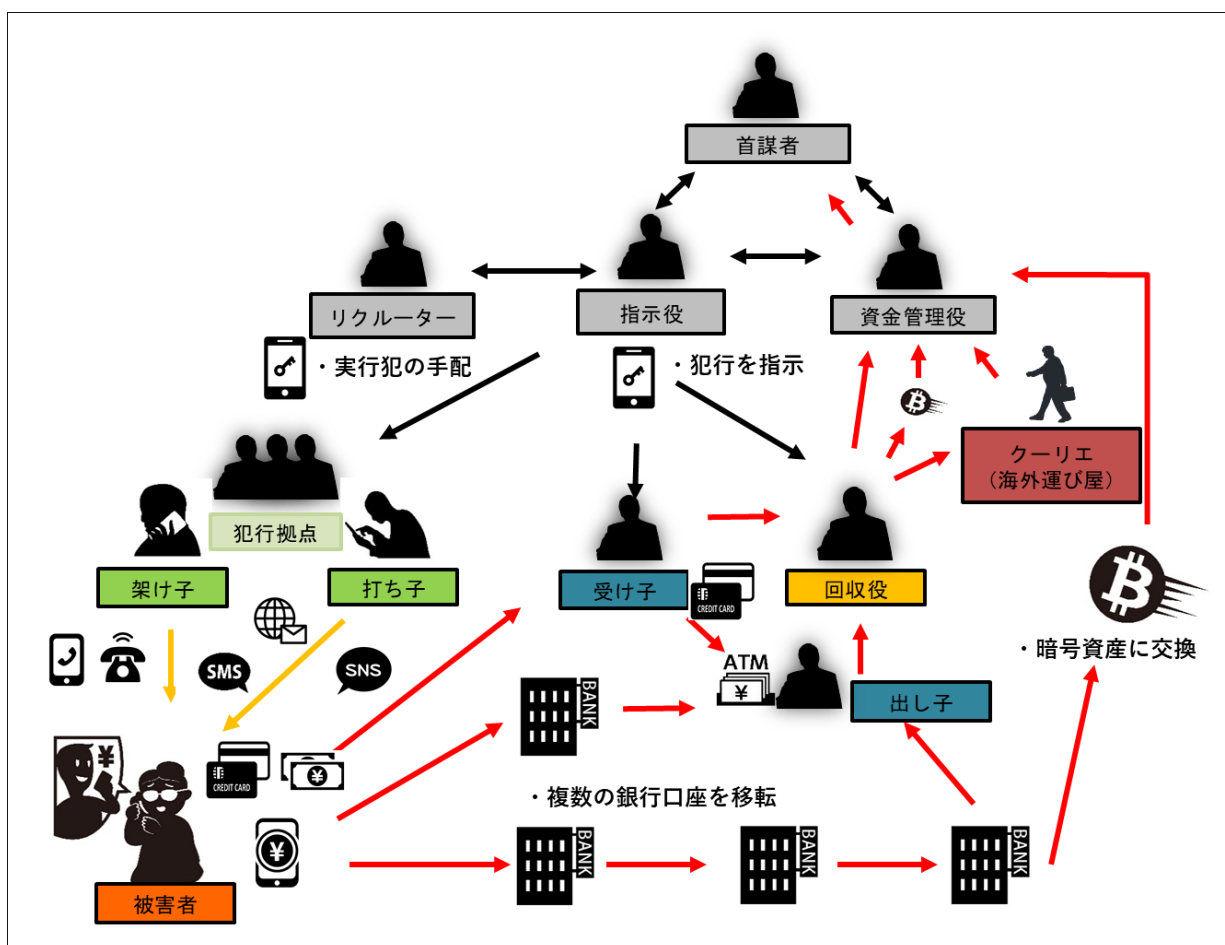 首謀者
リクルーター
指示役
資金管理役
・実行犯の手配
・犯行を指示
クーリエ
（海外運び屋）
犯行拠点
架け子
打ち子
受け子
CREDIT CARD
回収役
SMS
SNS
ATM
¥
出し子
・暗号資産に交換
BANK
¥
CREDIT CARD
¥
・複数の銀行口座を移転
¥
BANK
BANK
BANK
被害者